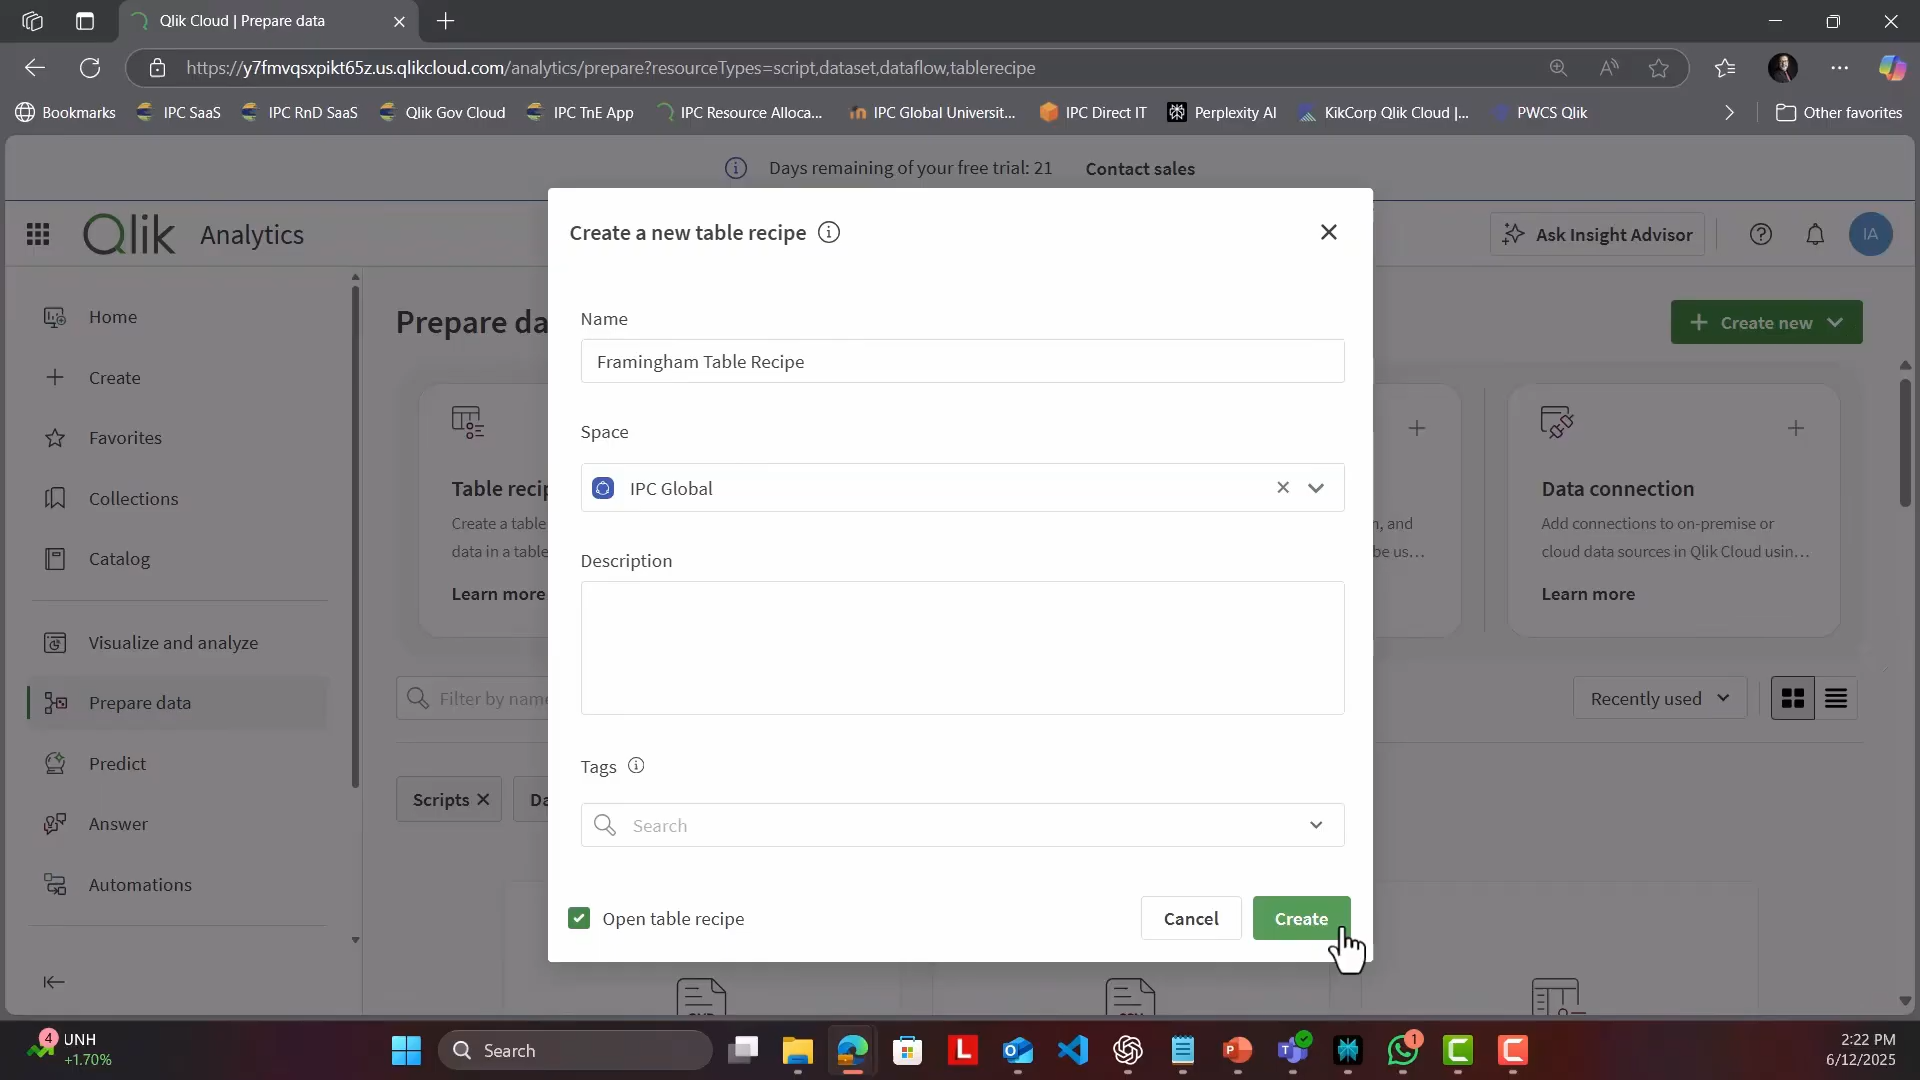 Qlik Cloud | Prepare data
https://y7fmvqsxpikt65z.us.qlikcloud.com/analytics/prepare?resourceTypes=script,dataset,dataflow,tablerecipe
Bookmarks
IPC SaaS
IPC RnD SaaS
Qlik Gov Cloud
IPC TnE App
IPC Resource Alloca...
IPC Global Universit...
IPC Direct IT
Perplexity AI
KikCorp Qlik Cloud |...
PWCS Qlik
Other favorites
Days remaining of your free trial: 21
Contact sales
Qlik Analytics
Ask Insight Advisor
IA
Home
Create
Favorites
Collections
Catalog
Visualize and analyze
Prepare data
Predict
Answer
Automations
Prepare da
Create new
Table recip
Create a table
data in a table
Learn more
n, and
be us...
Data connection
Add connections to on-premise or
cloud data sources in Qlik Cloud usin...
Learn more
Filter by name
Recently used
Scripts
Da
Create a new table recipe
Name
Framingham Table Recipe
Space
IPC Global
Description
Tags
Search
Open table recipe
Cancel
Create
4
UNH
+1.70%
Search
1
2:22 PM
6/12/2025